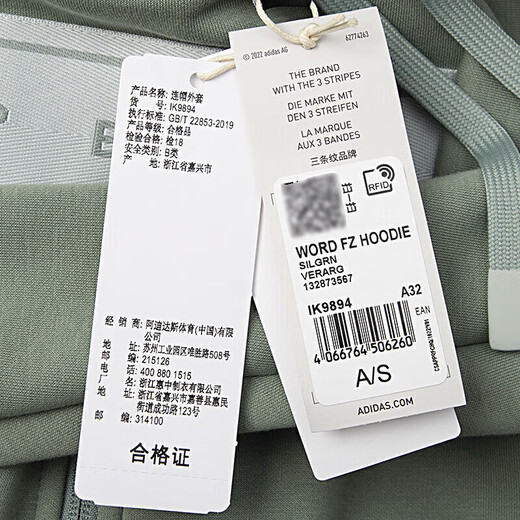 产品名称: 连帽外套
货 号: IK9894
执行标准: GB/T 22853-2019
产品等级: 合格县
检验合格: 检18
安全类别: B类
产 地: 浙江省嘉兴市
经 销 商: 阿迪达斯体育(中国)有限
公司
地 址: 苏州工业园区唯胜路508号
邮 编: 215126
电 话: 400 880 1515
厂 名: 浙江惠中制衣有限公司
厂 址: 浙江省嘉兴市嘉善县惠民
街道成功路123号
邮 编: 314100
合格证
© 2022 adidas AG
62774263
THE BRAND
WITH THE 3 STRIPES
DIE MARKE MIT
DEN 3 STREIFEN
LA MARQUE
AUX 3 BANDES
三条纹品牌
RFID
WORD FZ HOODIE
SILGRN
VERARG
132873567
IK9894
A32
EAN
4 066764 506260
A/S
ADIDAS.COM